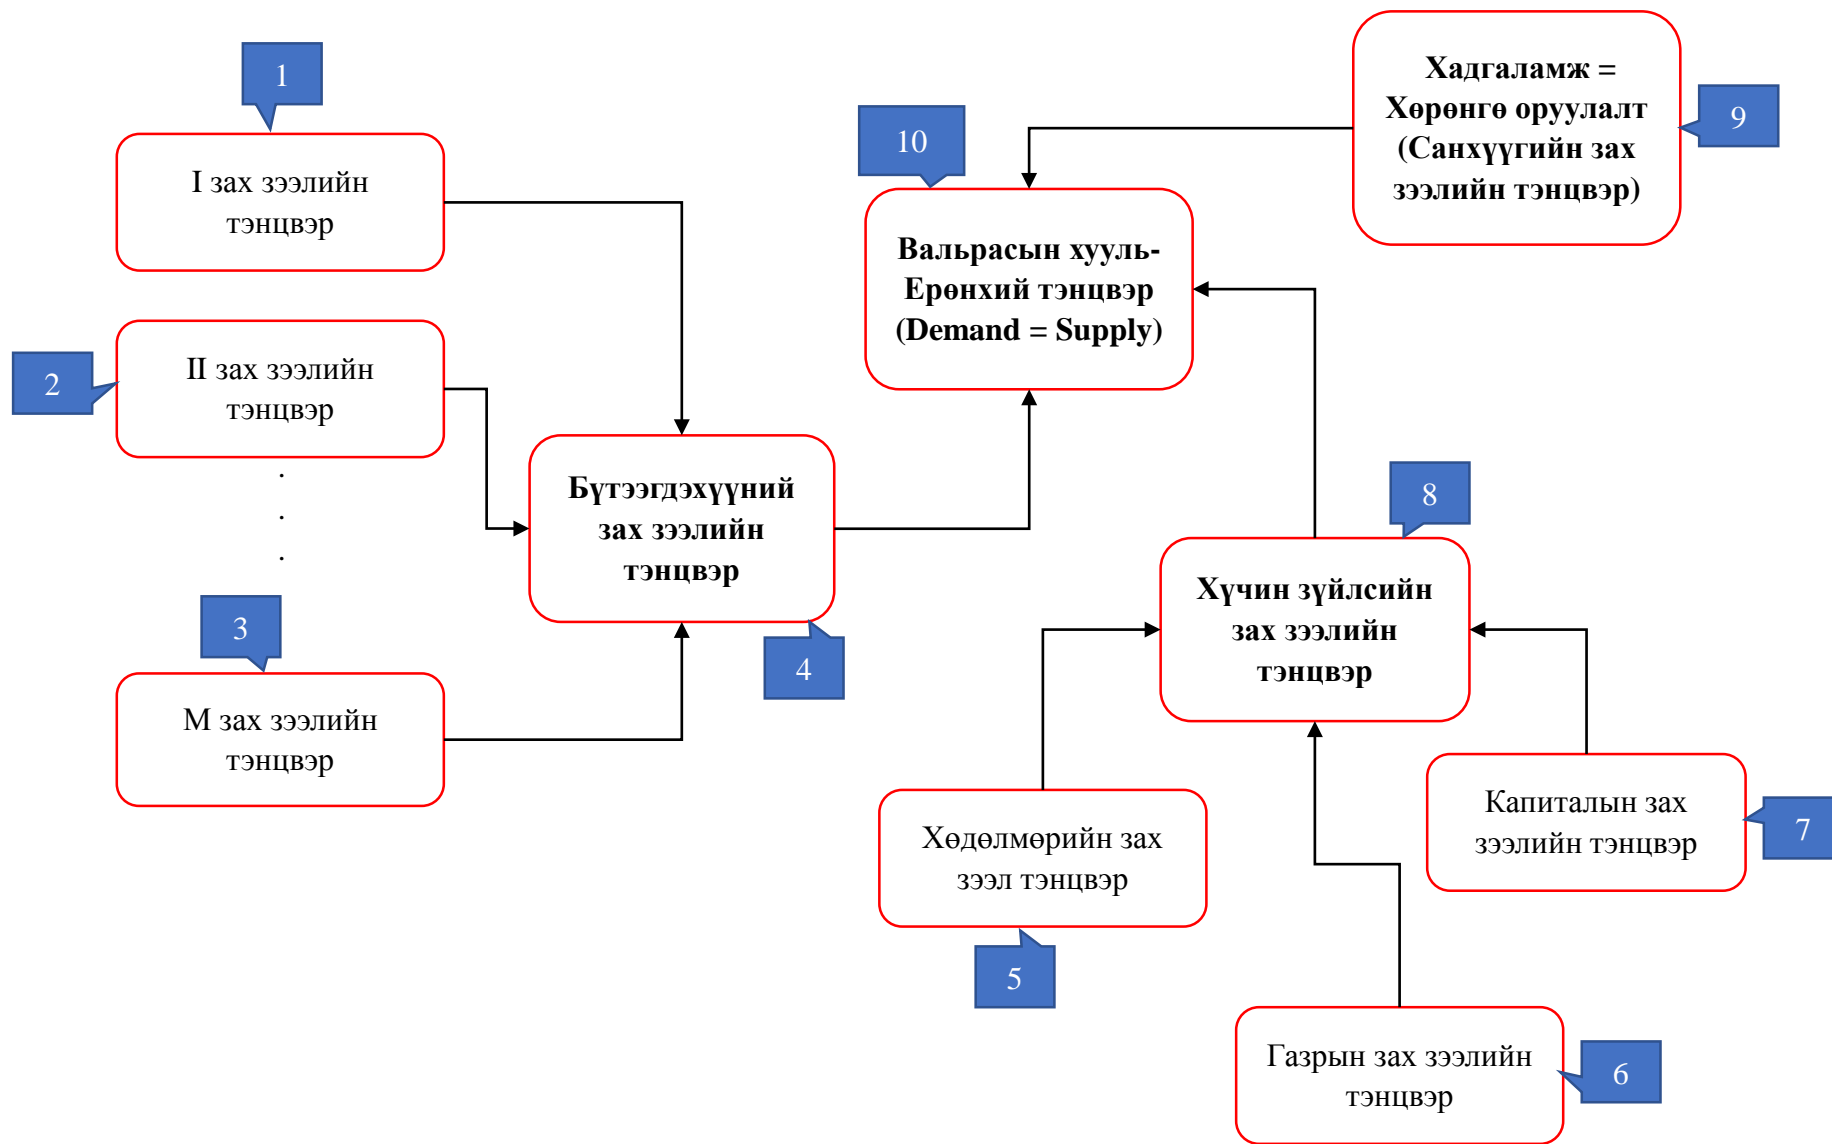 1
I зах зээлийн
тэнцвэр
2
II зах зээлийн
тэнцвэр
.
.
.
3
M зах зээлийн
тэнцвэр
Бүтээгдэхүүний
зах зээлийн
тэнцвэр
4
10
Вальрасын хууль-
Ерөнхий тэнцвэр
(Demand = Supply)
Хадгаламж =
Хөрөнгө оруулалт
(Санхүүгийн зах
зээлийн тэнцвэр)
9
8
Хүчин зүйлсийн
зах зээлийн
тэнцвэр
Хөдөлмөрийн зах
зээл тэнцвэр
5
Капиталын зах
зээлийн тэнцвэр
7
Газрын зах зээлийн
тэнцвэр
6